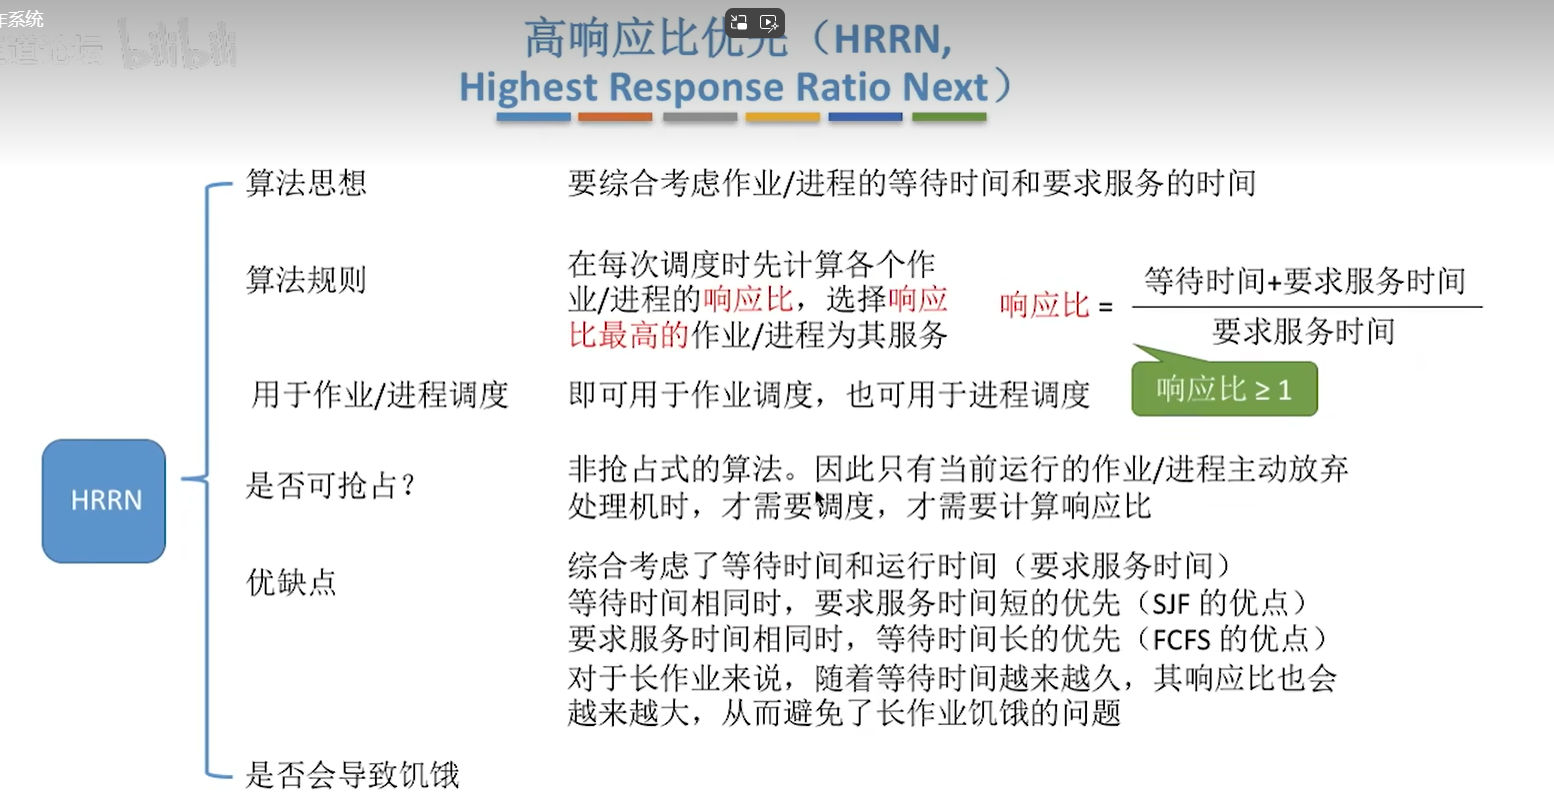 作系统
bilibili
高响应比优先（HRRN,
Highest Response Ratio Next）
算法思想
要综合考虑作业/进程的等待时间和要求服务的时间
算法规则
在每次调度时先计算各个作
业/进程的响应比，选择响应
比最高的作业/进程为其服务
响应比 =
等待时间+要求服务时间
要求服务时间
响应比 ≥ 1
用于作业/进程调度
即可用于作业调度，也可用于进程调度
HRRN
是否可抢占？
非抢占式的算法。因此只有当前运行的作业/进程主动放弃
处理机时，才需要调度，才需要计算响应比
优缺点
综合考虑了等待时间和运行时间（要求服务时间）
等待时间相同时，要求服务时间短的优先（SJF 的优点）
要求服务时间相同时，等待时间长的优先（FCFS 的优点）
对于长作业来说，随着等待时间越来越久，其响应比也会
越来越大，从而避免了长作业饥饿的问题
是否会导致饥饿